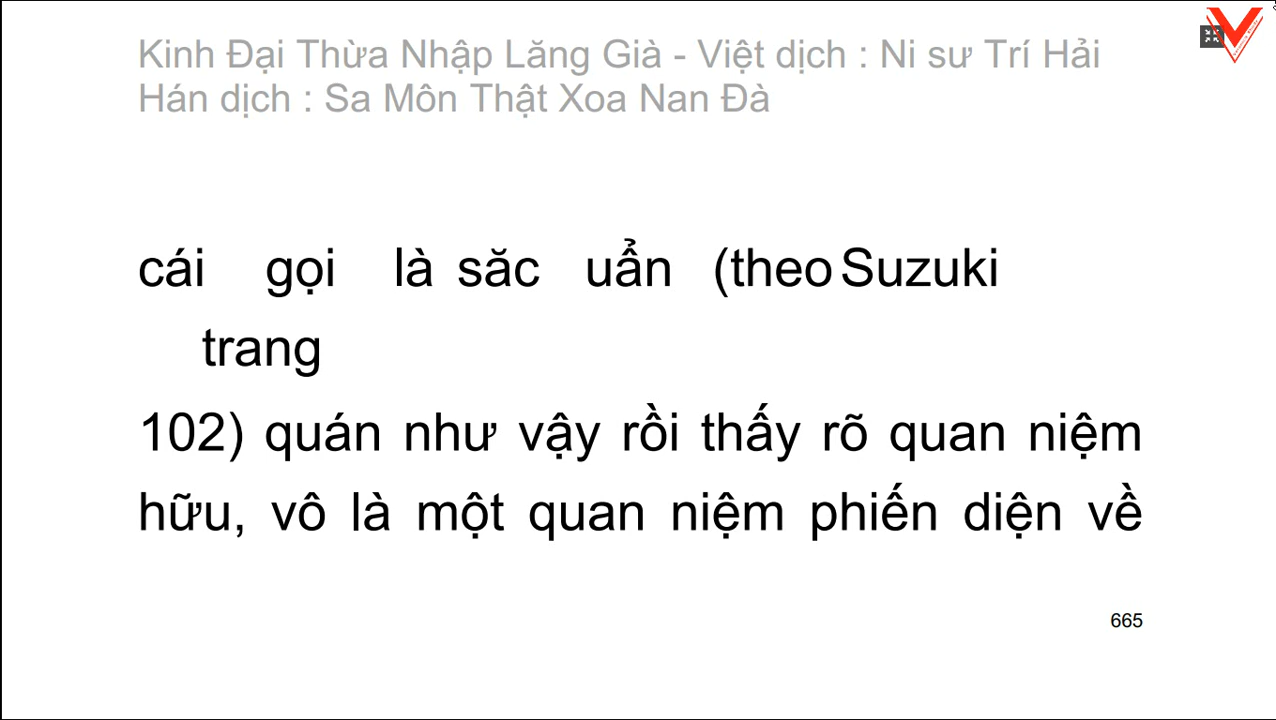 Kinh Đại Thừa Nhập Lăng Già - Việt dịch : Ni sư Trí Hải
Hán dịch : Sa Môn Thật Xoa Nan Đà
cái gọi là săc uẩn (theo Suzuki
trang
102) quán như vậy rồi thấy rõ quan niệm
hữu, vô là một quan niệm phiến diện về
665